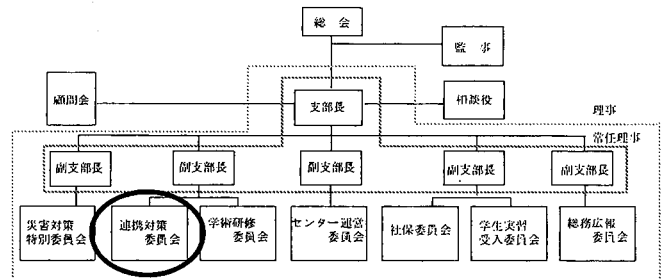 総会
監事
顧問会
支部長
相談役
理事
常任理事
副支部長
副支部長
副支部長
副支部長
副支部長
災害対策
特別委員会
連携対策
委員会
学術研修
委員会
センター運営
委員会
社保委員会
学生実習
受入委員会
総務広報
委員会